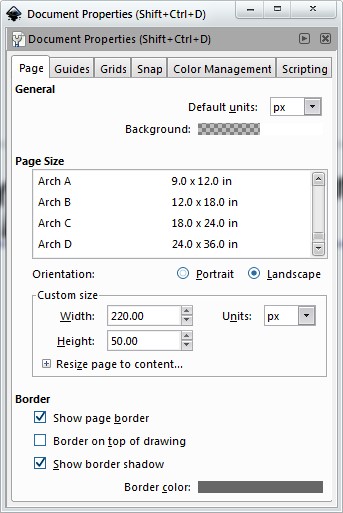 Document Properties (Shift+Ctrl+D)
Document Properties (Shift+Ctrl+D)
Page Guides Grids Snap Color Management Scripting
General
Default units: px
Background:
Page Size
Arch A 9.0 x 12.0 in
Arch B 12.0 x 18.0 in
Arch C 18.0 x 24.0 in
Arch D 24.0 x 36.0 in
Orientation: Portrait Landscape
Custom size
Width: 220.00 Units: px
Height: 50.00
Resize page to content...
Border
Show page border
Border on top of drawing
Show border shadow
Border color: